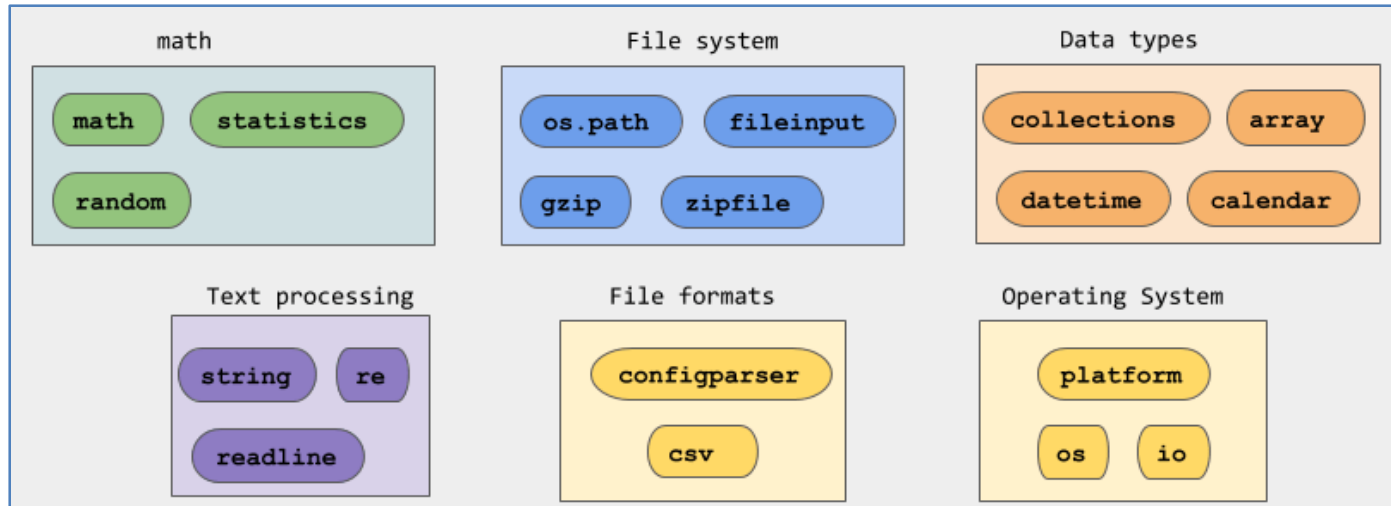 math
File system
Data types
math
statistics
os.path
fileinput
collections
array
random
gzip
zipfile
datetime
calendar
Text processing
File formats
Operating System
string
re
configparser
platform
readline
csv
os
io